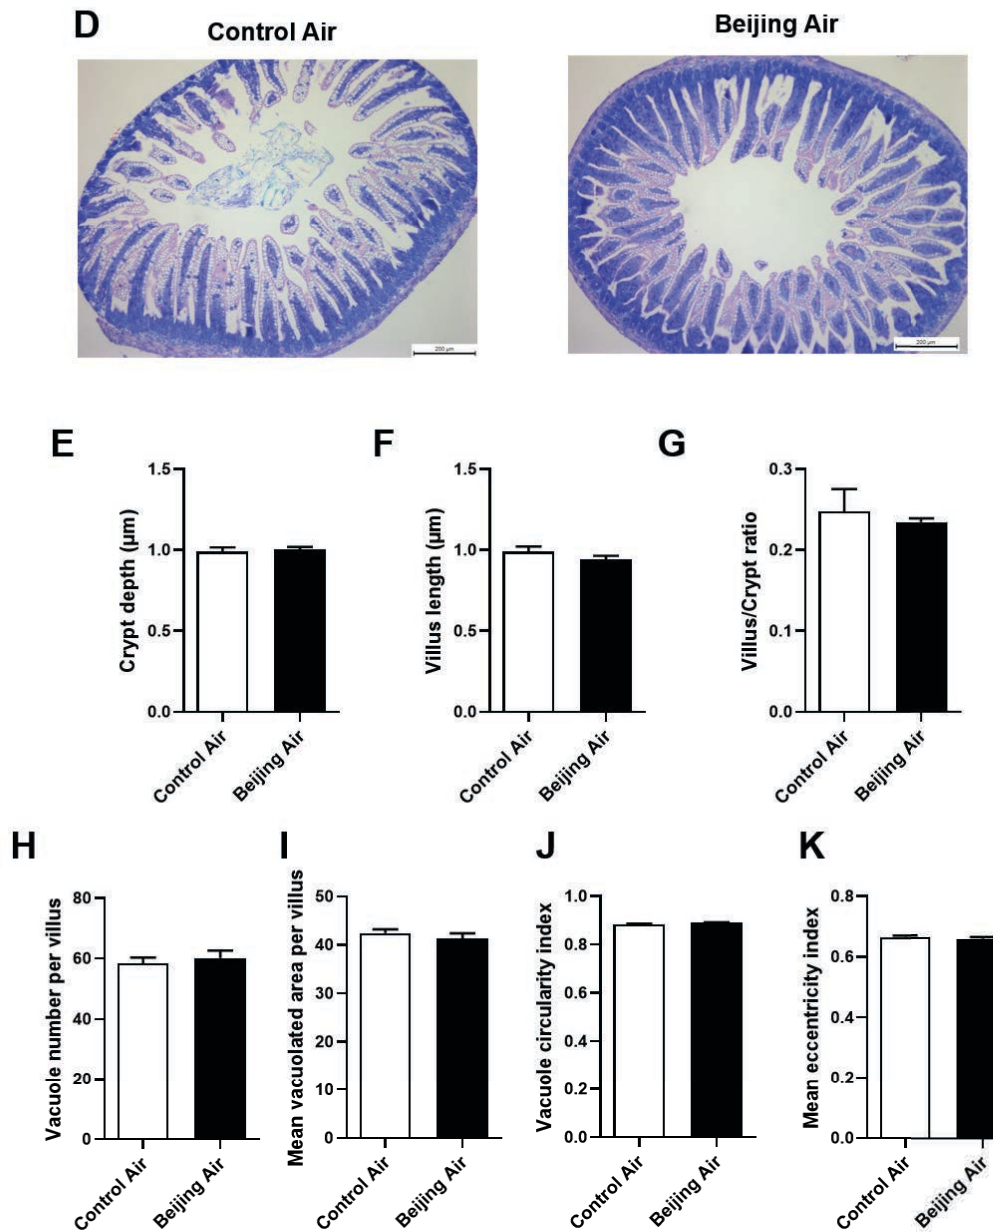 D
Control Air
Beijing Air
200 µm
200 µm
E
F
G
Crypt depth (µm)
1.5
1.0
0.5
0.0
Control Air
Beijing Air
Villus length (µm)
1.5
1.0
0.5
0.0
Control Air
Beijing Air
Villus/Crypt ratio
0.3
0.2
0.1
0.0
Control Air
Beijing Air
H
I
J
K
Vacuole number per villus
80
60
40
20
0
Control Air
Beijing Air
Mean vacuolated area per villus
50
40
30
20
10
0
Control Air
Beijing Air
Vacuole circularity index
1.0
0.8
0.6
0.4
0.2
0.0
Control Air
Beijing Air
Mean eccentricity index
0.8
0.6
0.4
0.2
0.0
Control Air
Beijing Air